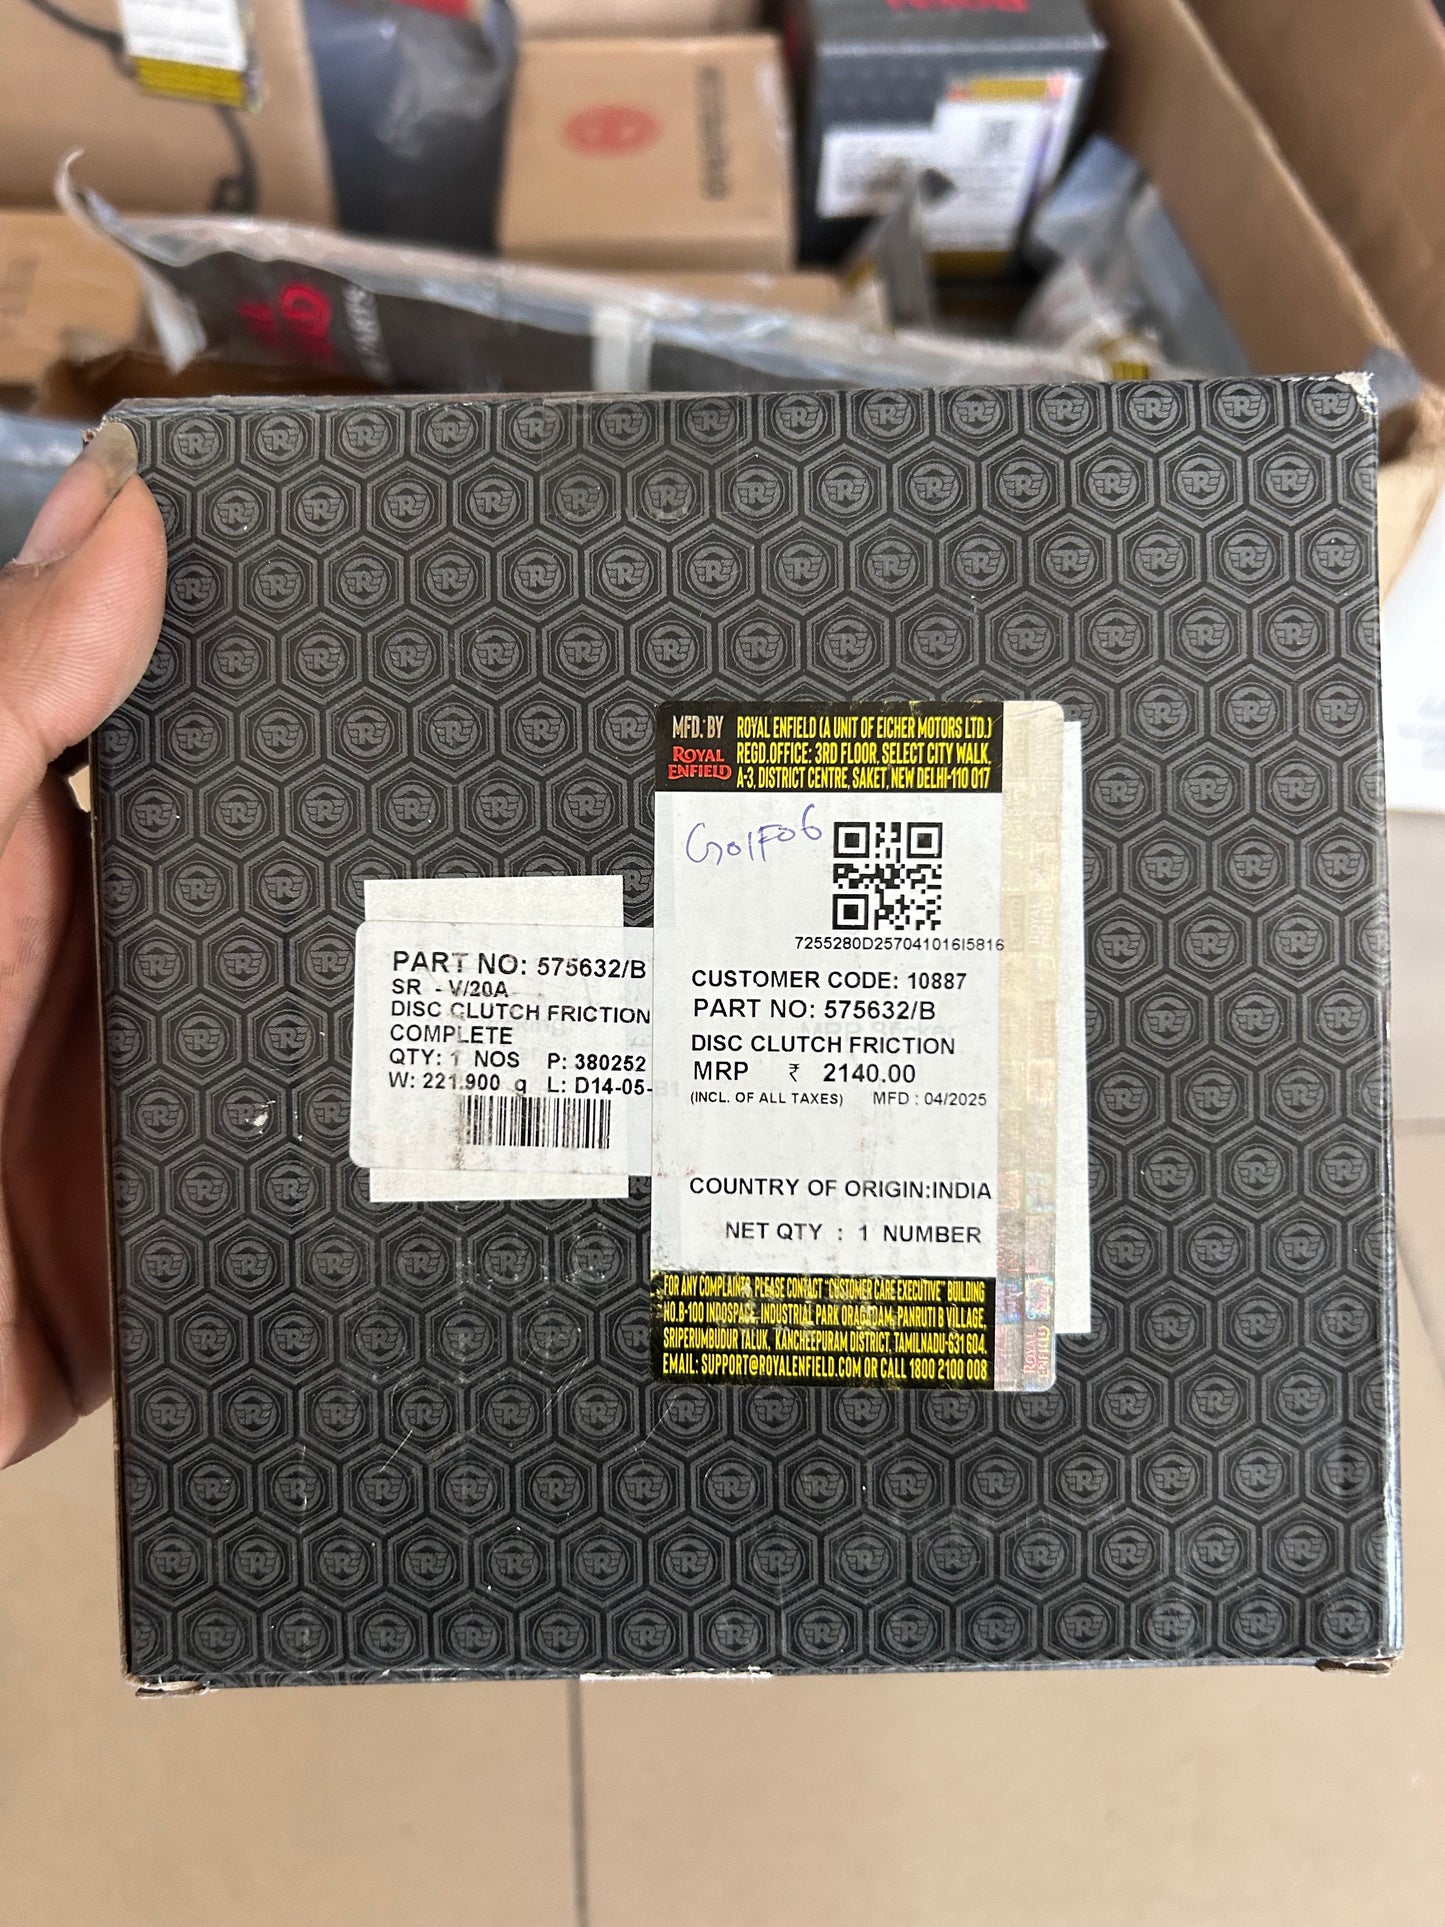 MFD. BY
ROYAL ENFIELD
ROYAL ENFIELD (A UNIT OF EICHER MOTORS LTD.)
REGD.OFFICE: 3RD FLOOR, SELECT CITY WALK,
A-3, DISTRICT CENTRE, SAKET, NEW DELHI-110 017
GO1F06
7255280D257041016I5816
CUSTOMER CODE: 10887
PART NO: 575632/B
DISC CLUTCH FRICTION
MRP ₹ 2140.00
(INCL. OF ALL TAXES) MFD : 04/2025
COUNTRY OF ORIGIN:INDIA
NET QTY : 1 NUMBER
FOR ANY COMPLAINTS, PLEASE CONTACT "CUSTOMER CARE EXECUTIVE" BUILDING
NO.B-100 INDOSPACE, INDUSTRIAL PARK ORAGADAM, PANRUTI B VILLAGE,
SRIPERUMBUDUR TALUK, KANCHEEPURAM DISTRICT, TAMILNADU-631 604.
EMAIL: SUPPORT@ROYALENFIELD.COM OR CALL 1800 2100 008
PART NO: 575632/B
SR - V/20A
DISC CLUTCH FRICTION
COMPLETE
QTY: 1 NOS P: 380252
W: 221.900 g L: D14-05-B1